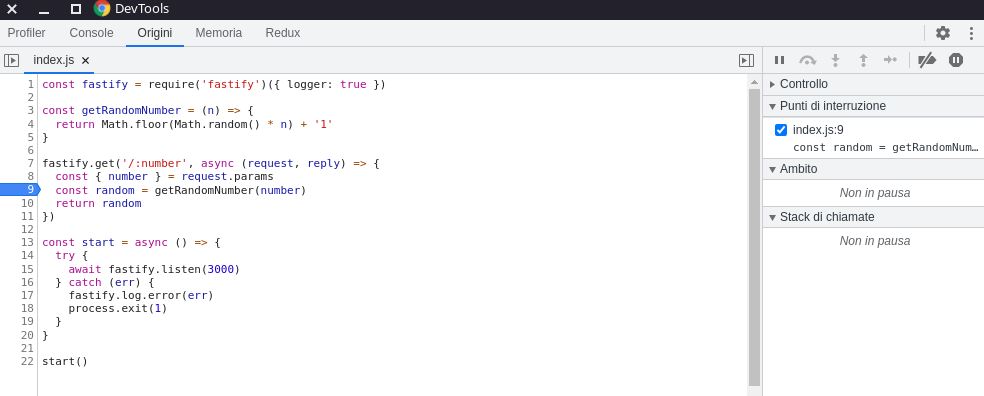 DevTools
Profiler Console Origini Memoria Redux
index.js
1 const fastify = require('fastify')({ logger: true })
2
3 const getRandomNumber = (n) => {
4   return Math.floor(Math.random() * n) + '1'
5 }
6
7 fastify.get('/:number', async (request, reply) => {
8   const { number } = request.params
9   const random = getRandomNumber(number)
10   return random
11 })
12
13 const start = async () => {
14   try {
15     await fastify.listen(3000)
16   } catch (err) {
17     fastify.log.error(err)
18     process.exit(1)
19   }
20 }
21
22 start()
Controllo
Punti di interruzione
index.js:9
const random = getRandomNum…
Ambito
Non in pausa
Stack di chiamate
Non in pausa